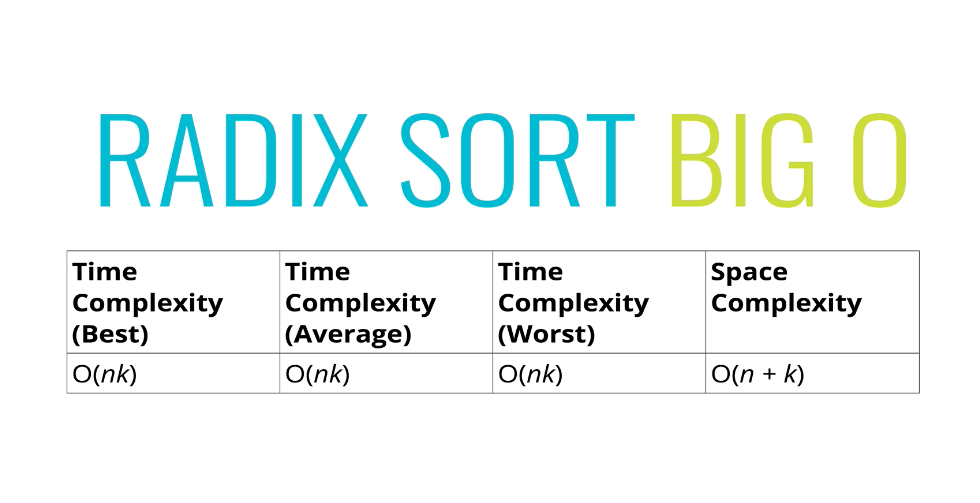 RADIX SORT BIG O
Time Complexity (Best)
Time Complexity (Average)
Time Complexity (Worst)
Space Complexity
O(nk)
O(nk)
O(nk)
O(n + k)